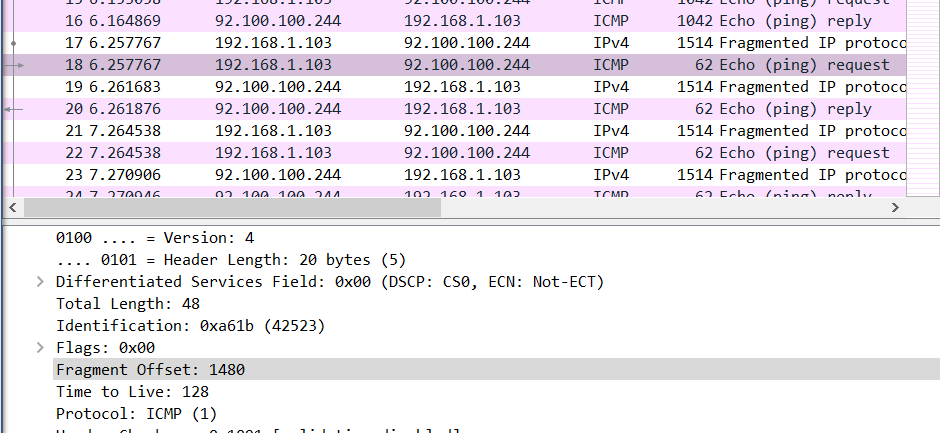 15 6.195098 192.168.1.103 92.100.100.244 ICMP 1042 Echo (ping) request
16 6.164869 92.100.100.244 192.168.1.103 ICMP 1042 Echo (ping) reply
17 6.257767 192.168.1.103 92.100.100.244 IPv4 1514 Fragmented IP protoco
18 6.257767 192.168.1.103 92.100.100.244 ICMP 62 Echo (ping) request
19 6.261683 92.100.100.244 192.168.1.103 IPv4 1514 Fragmented IP protoco
20 6.261876 92.100.100.244 192.168.1.103 ICMP 62 Echo (ping) reply
21 7.264538 192.168.1.103 92.100.100.244 IPv4 1514 Fragmented IP protoco
22 7.264538 192.168.1.103 92.100.100.244 ICMP 62 Echo (ping) request
23 7.270906 92.100.100.244 192.168.1.103 IPv4 1514 Fragmented IP protoco
24 7.270946 92.100.100.244 192.168.1.103 ICMP 62 Echo (ping) reply
0100 .... = Version: 4
.... 0101 = Header Length: 20 bytes (5)
Differentiated Services Field: 0x00 (DSCP: CS0, ECN: Not-ECT)
Total Length: 48
Identification: 0xa61b (42523)
Flags: 0x00
Fragment Offset: 1480
Time to Live: 128
Protocol: ICMP (1)